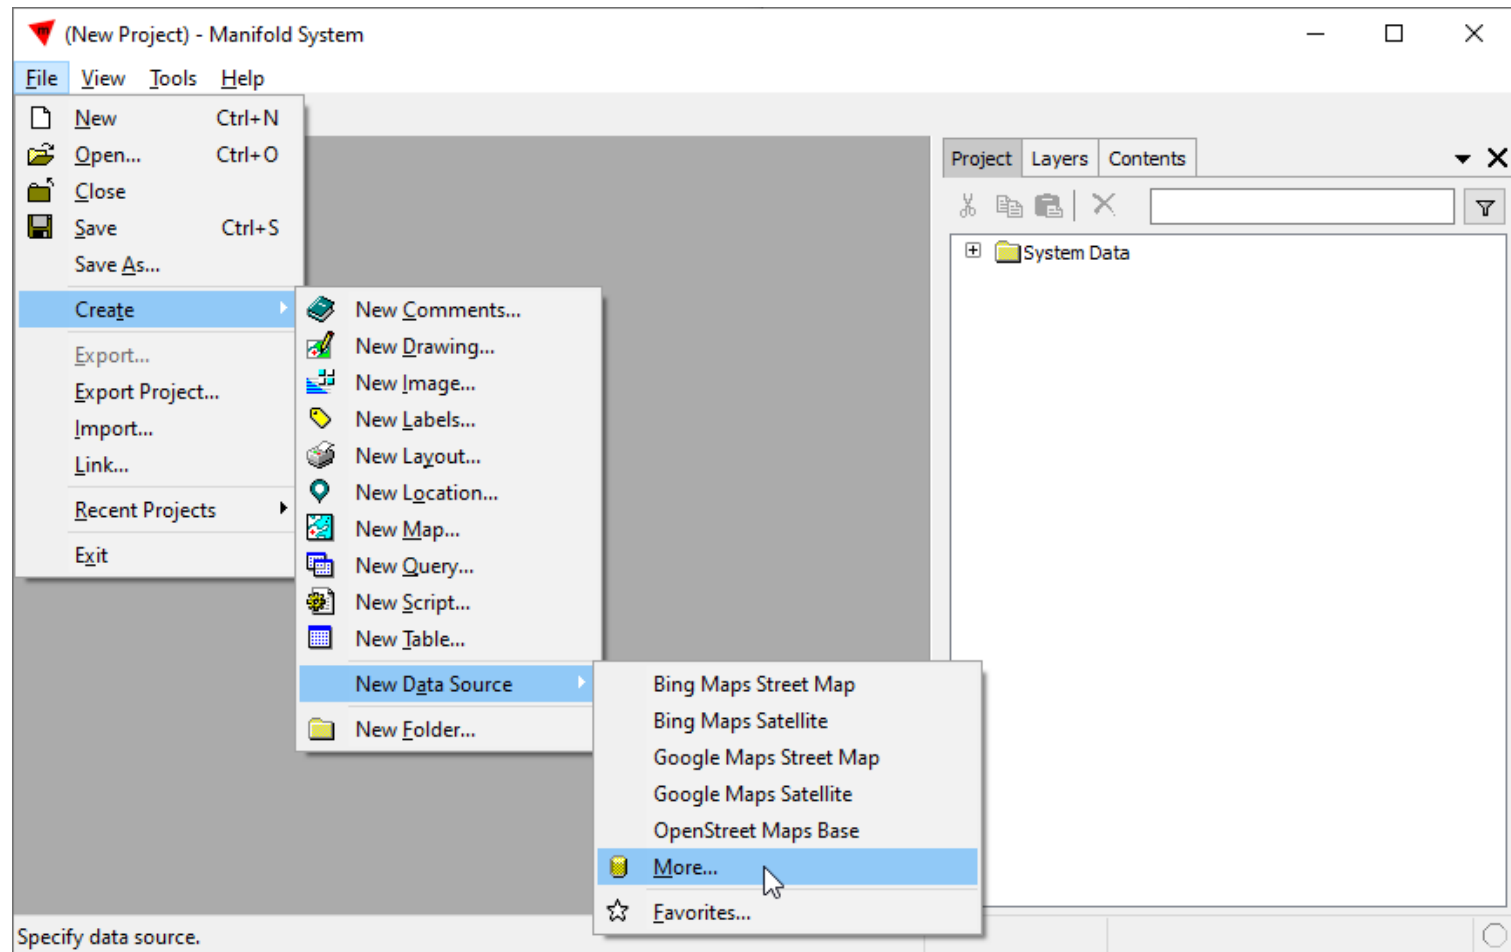 (New Project) - Manifold System
File View Tools Help
New Ctrl+N
Open... Ctrl+O
Close
Save Ctrl+S
Save As...
Create
Export...
Export Project...
Import...
Link...
Recent Projects
Exit
New Comments...
New Drawing...
New Image...
New Labels...
New Layout...
New Location...
New Map...
New Query...
New Script...
New Table...
New Data Source
New Folder...
Bing Maps Street Map
Bing Maps Satellite
Google Maps Street Map
Google Maps Satellite
OpenStreet Maps Base
More...
Favorites...
Project Layers Contents
System Data
Specify data source.